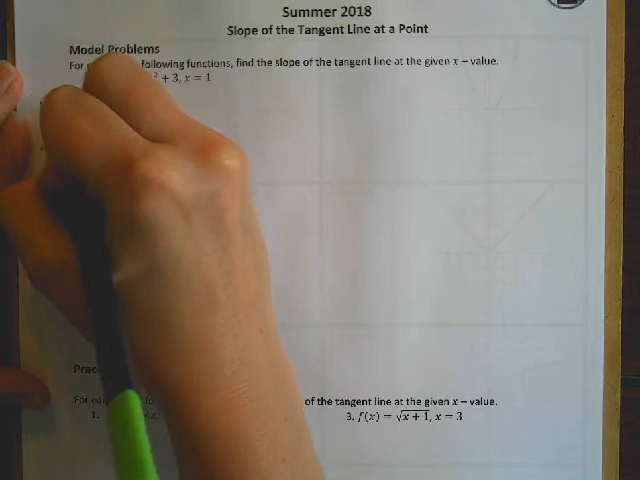 Summer 2018
Slope of the Tangent Line at a Point
Model Problems
For following functions, find the slope of the tangent line at the given x – value.
² + 3, x = 1
For of the tangent line at the given x – value.
1. 3. f(x) = √(x + 1), x = 3